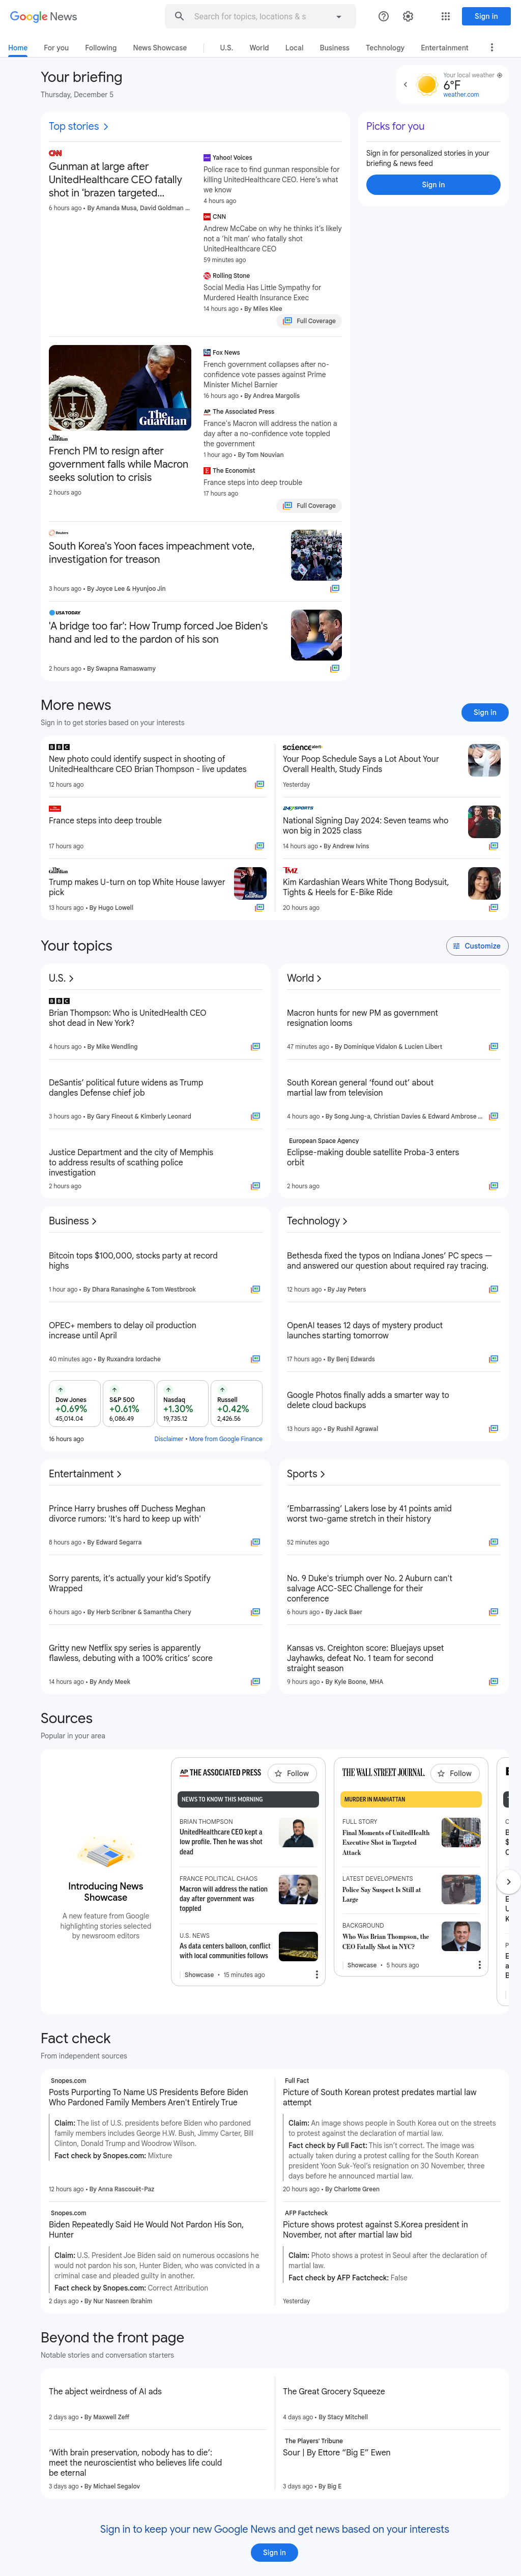 Google News
Search for topics, locations & s
Sign in
Home
For you
Following
News Showcase
U.S.
World
Local
Business
Technology
Entertainment
Your briefing
Thursday, December 5
Your local weather
6°F
weather.com
Top stories
CNN
Gunman at large after
UnitedHealthcare CEO fatally
shot in 'brazen targeted...
6 hours ago • By Amanda Musa, David Goldman ...
Yahoo! Voices
Police race to find gunman responsible for
killing UnitedHealthcare CEO. Here's what
we know
4 hours ago
CNN
Andrew McCabe on why he thinks it's likely
not a 'hit man' who fatally shot
UnitedHealthcare CEO
59 minutes ago
Rolling Stone
Social Media Has Little Sympathy for
Murdered Health Insurance Exec
14 hours ago • By Miles Klee
Full Coverage
Picks for you
Sign in for personalized stories in your
briefing & news feed
Sign in
The Guardian
The Guardian
French PM to resign after
government falls while Macron
seeks solution to crisis
2 hours ago
Fox News
French government collapses after no-
confidence vote passes against Prime
Minister Michel Barnier
16 hours ago • By Andrea Margolis
The Associated Press
France's Macron will address the nation a
day after a no-confidence vote toppled
the government
1 hour ago • By Tom Nouvian
The Economist
France steps into deep trouble
17 hours ago
Full Coverage
Reuters
South Korea's Yoon faces impeachment vote,
investigation for treason
3 hours ago • By Joyce Lee & Hyunjoo Jin
USA TODAY
'A bridge too far': How Trump forced Joe Biden's
hand and led to the pardon of his son
2 hours ago • By Swapna Ramaswamy
More news
Sign in to get stories based on your interests
Sign in
BBC
New photo could identify suspect in shooting of
UnitedHealthcare CEO Brian Thompson - live updates
12 hours ago
France steps into deep trouble
17 hours ago
The Guardian
Trump makes U-turn on top White House lawyer
pick
13 hours ago • By Hugo Lowell
science alert
Your Poop Schedule Says a Lot About Your
Overall Health, Study Finds
Yesterday
247SPORTS
National Signing Day 2024: Seven teams who
won big in 2025 class
14 hours ago • By Andrew Ivins
TMZ
Kim Kardashian Wears White Thong Bodysuit,
Tights & Heels for E-Bike Ride
20 hours ago
Your topics
Customize
U.S.
BBC
Brian Thompson: Who is UnitedHealth CEO
shot dead in New York?
4 hours ago • By Mike Wendling
DeSantis' political future widens as Trump
dangles Defense chief job
3 hours ago • By Gary Fineout & Kimberly Leonard
Justice Department and the city of Memphis
to address results of scathing police
investigation
2 hours ago
World
Macron hunts for new PM as government
resignation looms
47 minutes ago • By Dominique Vidalon & Lucien Libert
South Korean general 'found out' about
martial law from television
4 hours ago • By Song Jung-a, Christian Davies & Edward Ambrose ...
European Space Agency
Eclipse-making double satellite Proba-3 enters
orbit
2 hours ago
Business
Bitcoin tops $100,000, stocks party at record
highs
1 hour ago • By Dhara Ranasinghe & Tom Westbrook
OPEC+ members to delay oil production
increase until April
40 minutes ago • By Ruxandra Iordache
Dow Jones
+0.69%
45,014.04
S&P 500
+0.61%
6,086.49
Nasdaq
+1.30%
19,735.12
Russell
+0.42%
2,426.56
16 hours ago
Disclaimer • More from Google Finance
Technology
Bethesda fixed the typos on Indiana Jones' PC specs —
and answered our question about required ray tracing.
12 hours ago • By Jay Peters
OpenAI teases 12 days of mystery product
launches starting tomorrow
17 hours ago • By Benj Edwards
Google Photos finally adds a smarter way to
delete cloud backups
13 hours ago • By Rushil Agrawal
Entertainment
Prince Harry brushes off Duchess Meghan
divorce rumors: 'It's hard to keep up with'
8 hours ago • By Edward Segarra
Sorry parents, it's actually your kid's Spotify
Wrapped
6 hours ago • By Herb Scribner & Samantha Chery
Gritty new Netflix spy series is apparently
flawless, debuting with a 100% critics' score
14 hours ago • By Andy Meek
Sports
'Embarrassing' Lakers lose by 41 points amid
worst two-game stretch in their history
52 minutes ago
No. 9 Duke's triumph over No. 2 Auburn can't
salvage ACC-SEC Challenge for their
conference
6 hours ago • By Jack Baer
Kansas vs. Creighton score: Bluejays upset
Jayhawks, defeat No. 1 team for second
straight season
9 hours ago • By Kyle Boone, MHA
Sources
Popular in your area
Introducing News
Showcase
A new feature from Google
highlighting stories selected
by newsroom editors
AP THE ASSOCIATED PRESS
Follow
NEWS TO KNOW THIS MORNING
BRIAN THOMPSON
UnitedHealthcare CEO kept a
low profile. Then he was shot
dead
FRANCE POLITICAL CHAOS
Macron will address the nation
day after government was
toppled
U.S. NEWS
As data centers balloon, conflict
with local communities follows
Showcase • 15 minutes ago
THE WALL STREET JOURNAL.
Follow
MURDER IN MANHATTAN
FULL STORY
Final Moments of UnitedHealth
Executive Shot in Targeted
Attack
LATEST DEVELOPMENTS
Police Say Suspect Is Still at
Large
BACKGROUND
Who Was Brian Thompson, the
CEO Fatally Shot in NYC?
Showcase • 5 hours ago
Fact check
From independent sources
Snopes.com
Posts Purporting To Name US Presidents Before Biden
Who Pardoned Family Members Aren't Entirely True
Claim: The list of U.S. presidents before Biden who pardoned
family members includes George H.W. Bush, Jimmy Carter, Bill
Clinton, Donald Trump and Woodrow Wilson.
Fact check by Snopes.com: Mixture
12 hours ago • By Anna Rascouët-Paz
Snopes.com
Biden Repeatedly Said He Would Not Pardon His Son,
Hunter
Claim: U.S. President Joe Biden said on numerous occasions he
would not pardon his son, Hunter Biden, who was convicted in a
criminal case and pleaded guilty in another.
Fact check by Snopes.com: Correct Attribution
2 days ago • By Nur Nasreen Ibrahim
Full Fact
Picture of South Korean protest predates martial law
attempt
Claim: An image shows people in South Korea out on the streets
to protest against the declaration of martial law.
Fact check by Full Fact: This isn't correct. The image was
actually taken during a protest calling for the South Korean
president Yoon Suk-Yeol's resignation on 30 November, three
days before he announced martial law.
20 hours ago • By Charlotte Green
AFP Factcheck
Picture shows protest against S.Korea president in
November, not after martial law bid
Claim: Photo shows a protest in Seoul after the declaration of
martial law.
Fact check by AFP Factcheck: False
Yesterday
Beyond the front page
Notable stories and conversation starters
The abject weirdness of AI ads
2 days ago • By Maxwell Zeff
'With brain preservation, nobody has to die':
meet the neuroscientist who believes life could
be eternal
3 days ago • By Michael Segalov
The Great Grocery Squeeze
4 days ago • By Stacy Mitchell
The Players' Tribune
Sour | By Ettore "Big E" Ewen
3 days ago • By Big E
Sign in to keep your new Google News and get news based on your interests
Sign in